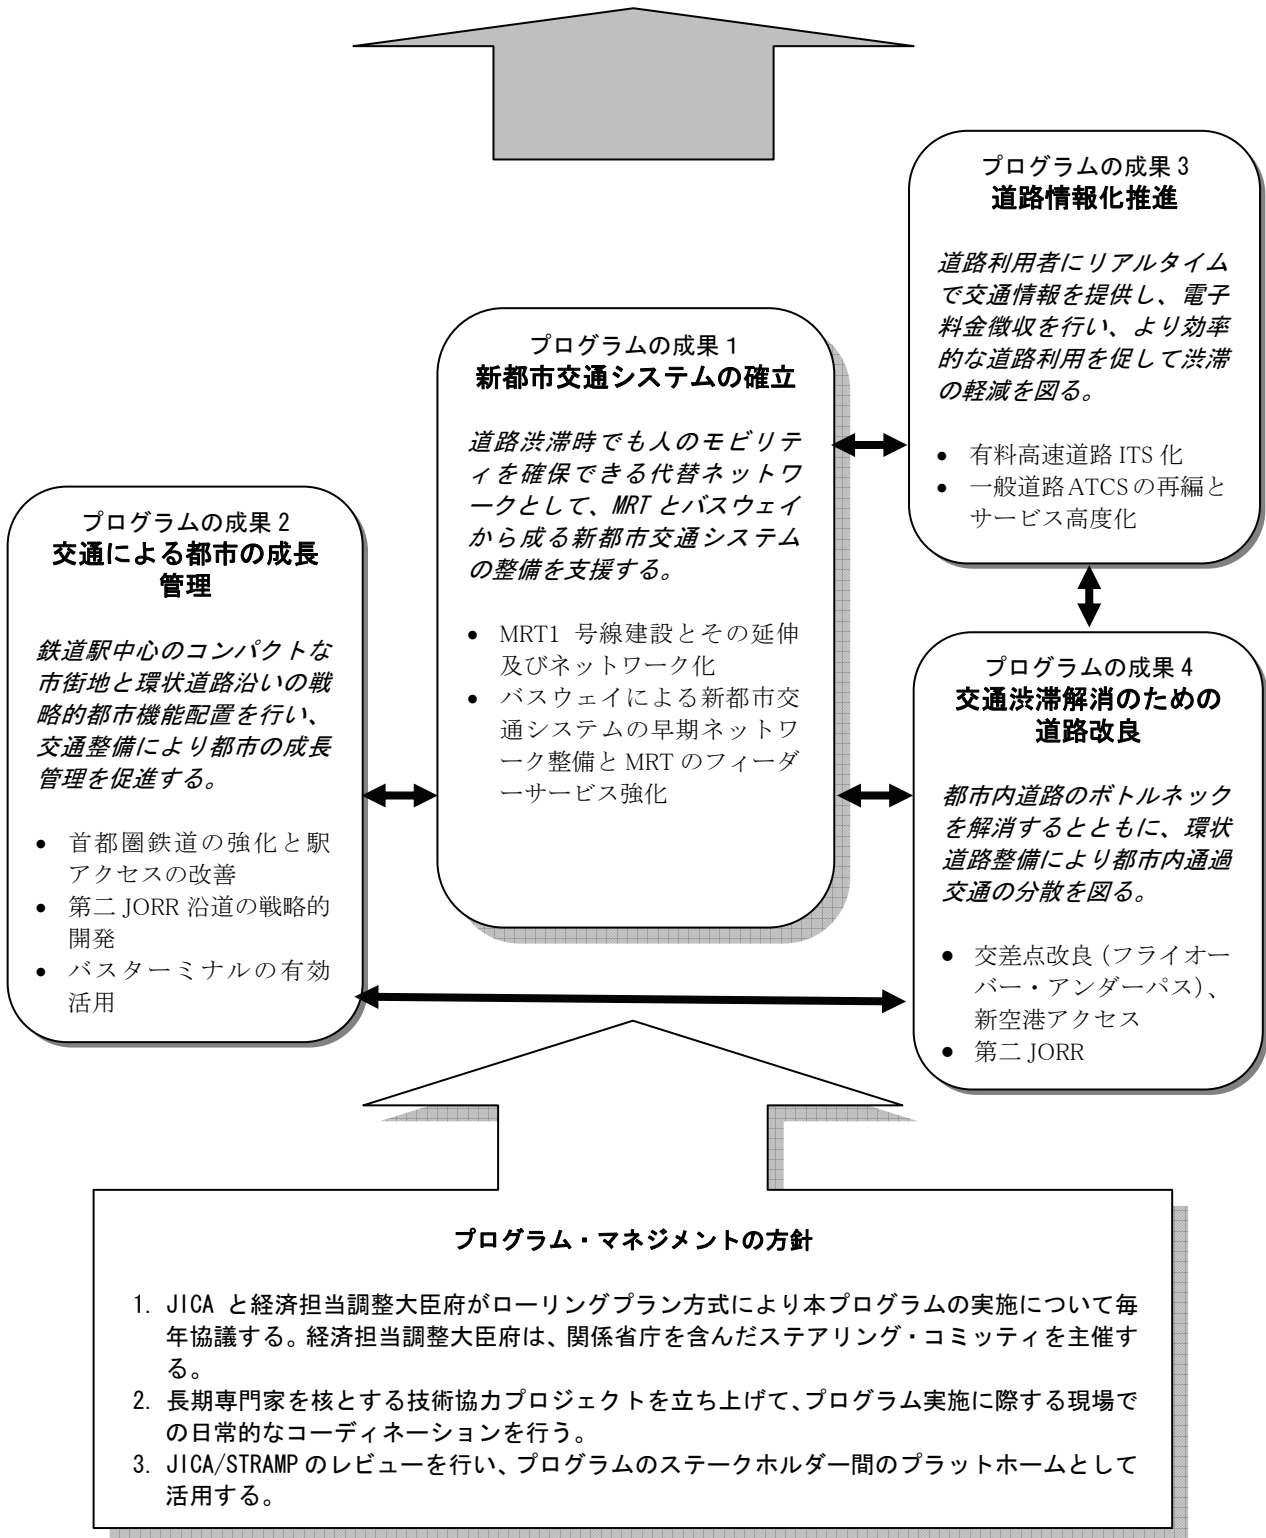 プログラムの成果 3
道路情報化推進
道路利用者にリアルタイム
で交通情報を提供し、電子
料金徴収を行い、より効率
的な道路利用を促して渋滞
の軽減を図る。
● 有料高速道路 ITS 化
● 一般道路 ATCS の再編と
サービス高度化
プログラムの成果 1
新都市交通システムの確立
道路渋滞時でも人のモビリテ
ィを確保できる代替ネットワ
ークとして、MRT とバスウェイ
から成る新都市交通システム
の整備を支援する。
● MRT1 号線建設とその延伸
及びネットワーク化
● バスウェイによる新都市交
通システムの早期ネットワ
ーク整備と MRT のフィーダ
ーサービス強化
プログラムの成果 2
交通による都市の成長
管理
鉄道駅中心のコンパクトな
市街地と環状道路沿いの戦
略的都市機能配置を行い、
交通整備により都市の成長
管理を促進する。
● 首都圏鉄道の強化と駅
アクセスの改善
● 第二 JORR 沿道の戦略的
開発
● バスターミナルの有効
活用
プログラムの成果 4
交通渋滞解消のための
道路改良
都市内道路のボトルネック
を解消するとともに、環状
道路整備により都市内通過
交通の分散を図る。
● 交差点改良（フライオー
バー・アンダーパス）、
新空港アクセス
● 第二 JORR
プログラム・マネジメントの方針
1. JICA と経済担当調整大臣府がローリングプラン方式により本プログラムの実施について毎
年協議する。経済担当調整大臣府は、関係省庁を含んだステアリング・コミッティを主催す
る。
2. 長期専門家を核とする技術協力プロジェクトを立ち上げて、プログラム実施に際する現場で
の日常的なコーディネーションを行う。
3. JICA/STRAMP のレビューを行い、プログラムのステークホルダー間のプラットホームとして
活用する。